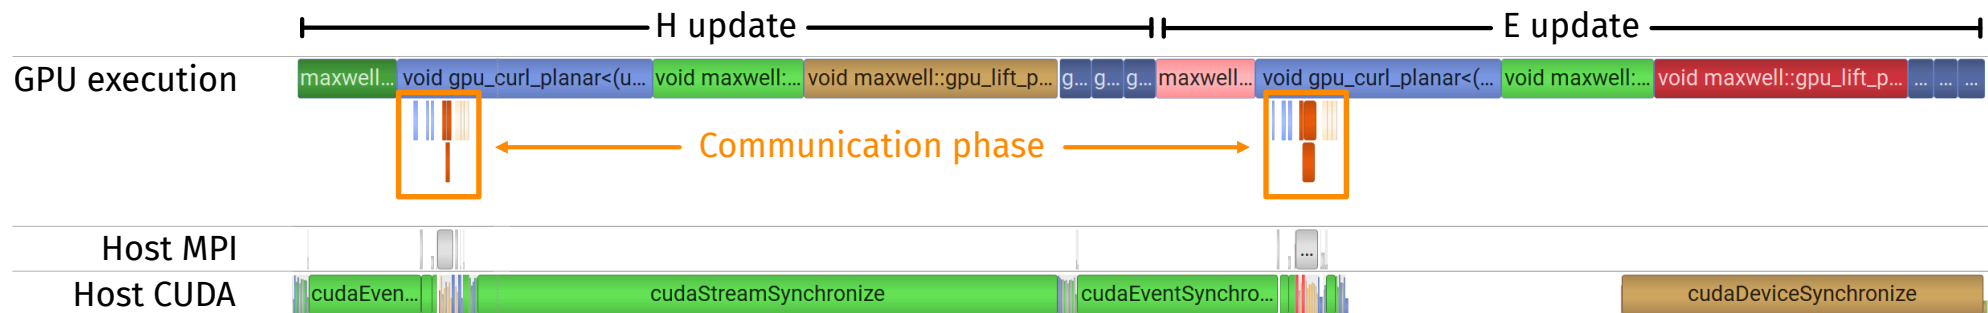 H update E update
GPU execution maxwell... void gpu_curl_planar<(u... void maxwell:... void maxwell::gpu_lift_p... g... g... g... maxwell... void gpu_curl_planar<(... void maxwell:... void maxwell::gpu_lift_p... ... ... ...
Communication phase
Host MPI ...
Host CUDA cudaEven... cudaStreamSynchronize cudaEventSynchro... cudaDeviceSynchronize